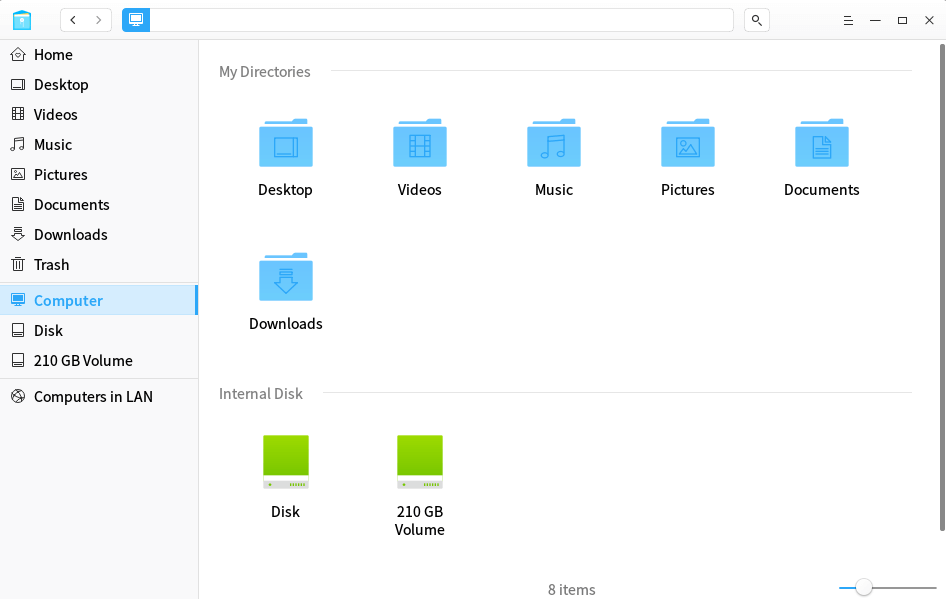 Home
Desktop
Videos
Music
Pictures
Documents
Downloads
Trash
Computer
Disk
210 GB Volume
Computers in LAN
My Directories
Desktop
Videos
Music
Pictures
Documents
Downloads
Internal Disk
Disk
210 GB
Volume
8 items